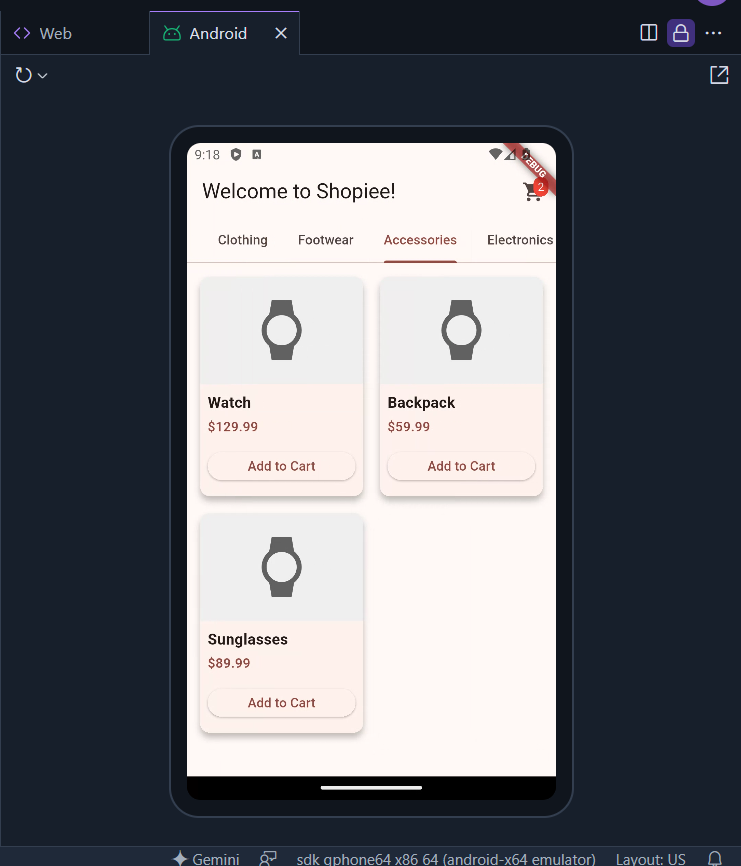 Web Android
9:18 A
DEBUG
Welcome to Shopiee! 2
Clothing Footwear Accessories Electronics
Watch Backpack
$129.99 $59.99
Add to Cart Add to Cart
Sunglasses
$89.99
Add to Cart
Gemini sdk gphone64 x86 64 (android-x64 emulator) Layout: US